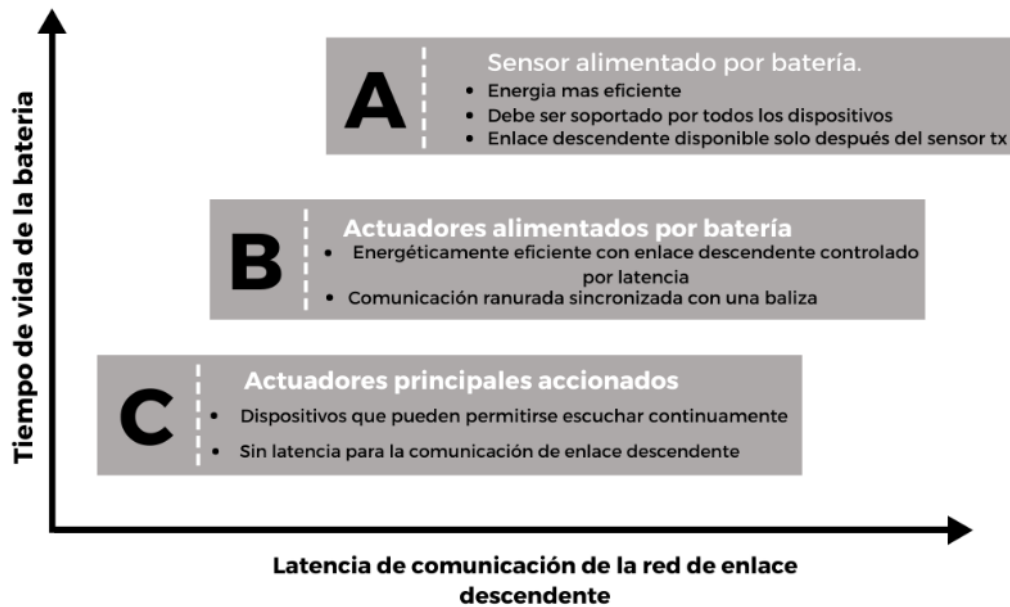 Tiempo de vida de la bateria
A
Sensor alimentado por batería.
• Energia mas eficiente
• Debe ser soportado por todos los dispositivos
• Enlace descendente disponible solo después del sensor tx
B
Actuadores alimentados por batería
• Energéticamente eficiente con enlace descendente controlado
por latencia
• Comunicación ranurada sincronizada con una baliza
C
Actuadores principales accionados
• Dispositivos que pueden permitirse escuchar continuamente
• Sin latencia para la comunicación de enlace descendente
Latencia de comunicación de la red de enlace
descendente